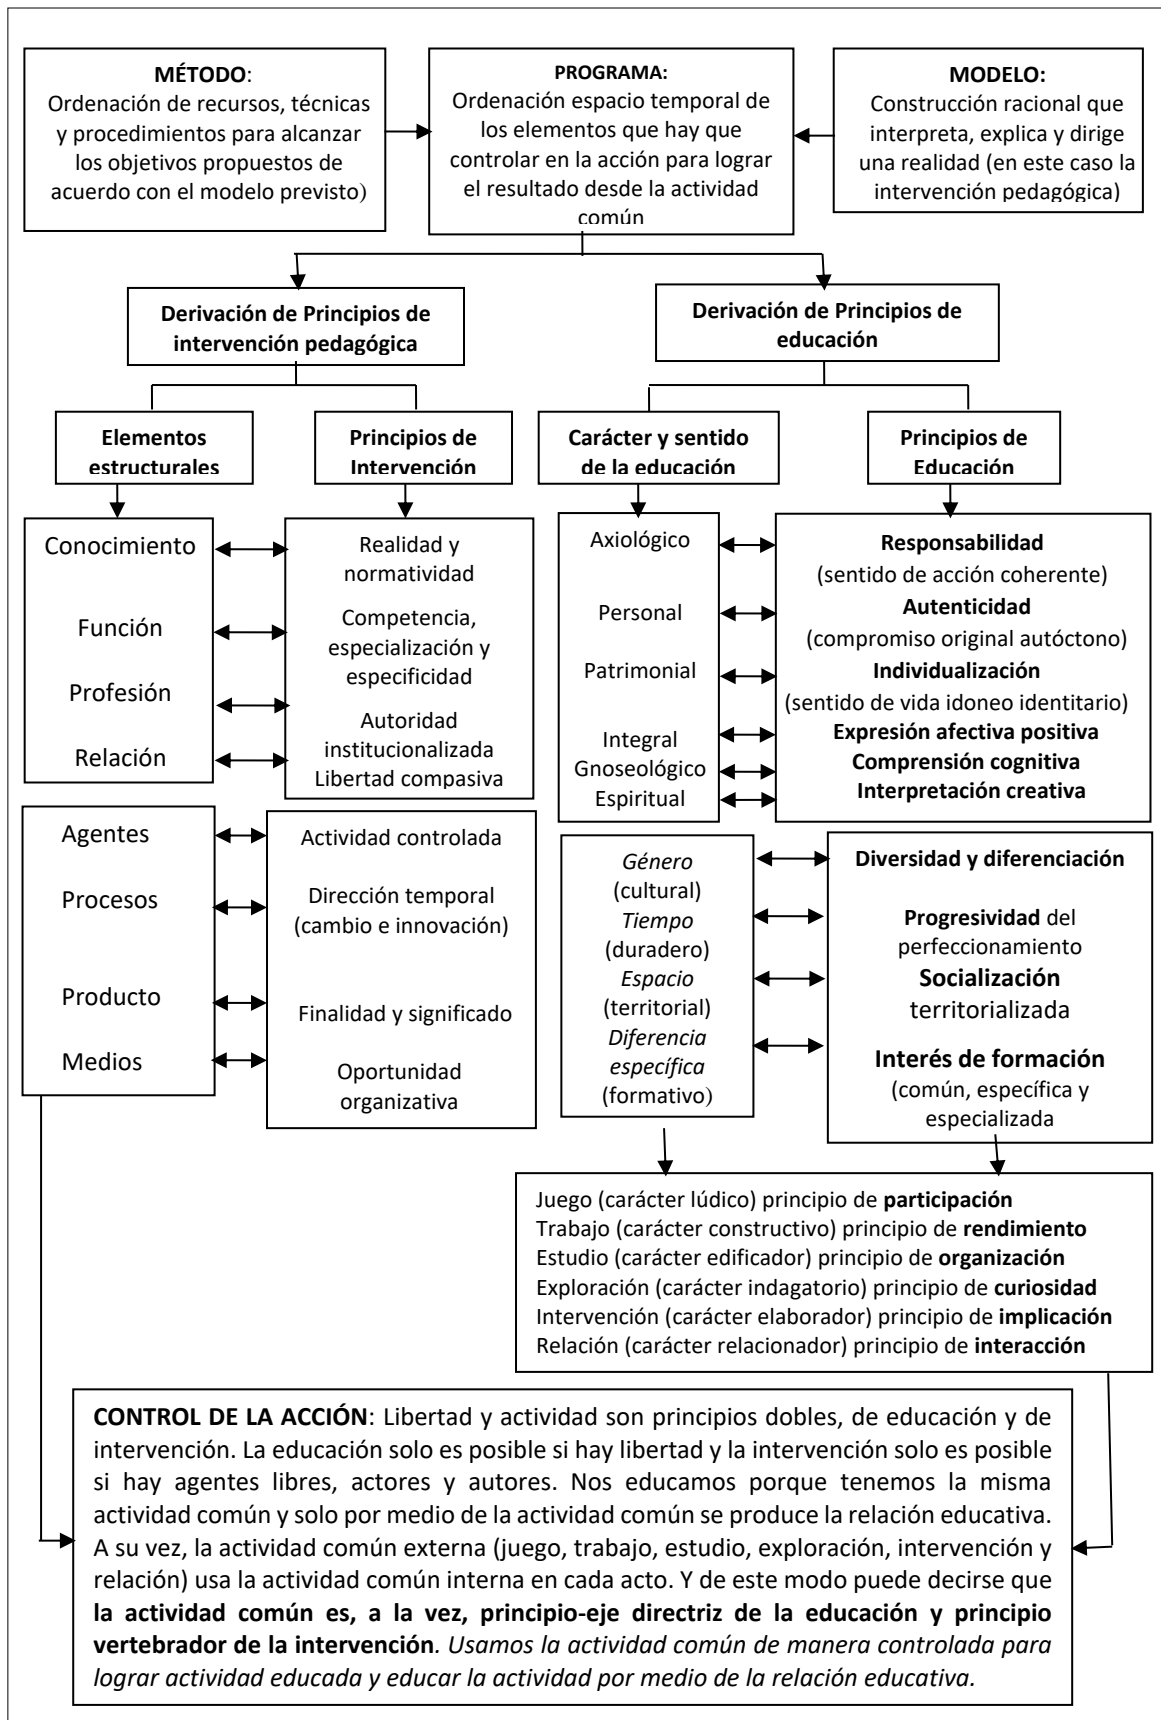 MÉTODO:
Ordenación de recursos, técnicas
y procedimientos para alcanzar
los objetivos propuestos de
acuerdo con el modelo previsto)
PROGRAMA:
Ordenación espacio temporal de
los elementos que hay que
controlar en la acción para lograr
el resultado desde la actividad
común
MODELO:
Construcción racional que
interpreta, explica y dirige
una realidad (en este caso la
intervención pedagógica)
Derivación de Principios de
intervención pedagógica
Derivación de Principios de
educación
Elementos
estructurales
Principios de
Intervención
Carácter y sentido
de la educación
Principios de
Educación
Conocimiento
Función
Profesión
Relación
Realidad y
normatividad
Competencia,
especialización y
especificidad
Autoridad
institucionalizada
Libertad compasiva
Axiológico
Personal
Patrimonial
Integral
Gnoseológico
Espiritual
Responsabilidad
(sentido de acción coherente)
Autenticidad
(compromiso original autóctono)
Individualización
(sentido de vida idoneo identitario)
Expresión afectiva positiva
Comprensión cognitiva
Interpretación creativa
Agentes
Procesos
Producto
Medios
Actividad controlada
Dirección temporal
(cambio e innovación)
Finalidad y significado
Oportunidad
organizativa
Género
(cultural)
Tiempo
(duradero)
Espacio
(territorial)
Diferencia
específica
(formativo)
Diversidad y diferenciación
Progresividad del
perfeccionamiento
Socialización
territorializada
Interés de formación
(común, específica y
especializada
Juego (carácter lúdico) principio de participación
Trabajo (carácter constructivo) principio de rendimiento
Estudio (carácter edificador) principio de organización
Exploración (carácter indagatorio) principio de curiosidad
Intervención (carácter elaborador) principio de implicación
Relación (carácter relacionador) principio de interacción
CONTROL DE LA ACCIÓN: Libertad y actividad son principios dobles, de educación y de
intervención. La educación solo es posible si hay libertad y la intervención solo es posible
si hay agentes libres, actores y autores. Nos educamos porque tenemos la misma
actividad común y solo por medio de la actividad común se produce la relación educativa.
A su vez, la actividad común externa (juego, trabajo, estudio, exploración, intervención y
relación) usa la actividad común interna en cada acto. Y de este modo puede decirse que
la actividad común es, a la vez, principio-eje directriz de la educación y principio
vertebrador de la intervención. Usamos la actividad común de manera controlada para
lograr actividad educada y educar la actividad por medio de la relación educativa.